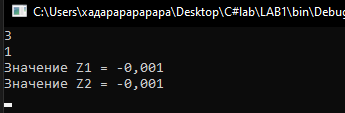 C:\Users\хадарарарарара\Desktop\C#lab\LAB1\bin\Debug
3
1
Значение Z1 = -0,001
Значение Z2 = -0,001